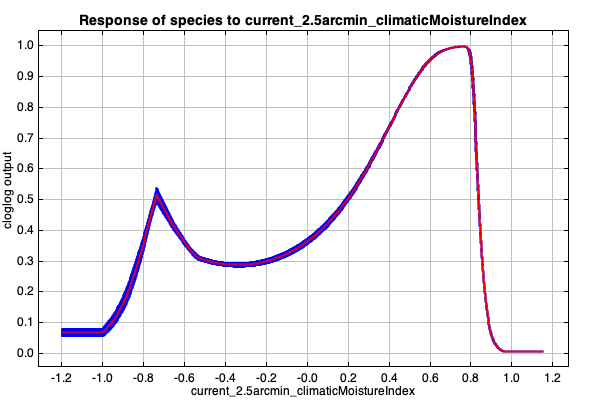 Response of species to current_2.5arcmin_climaticMoistureIndex
1.0
0.9
0.8
0.7
0.6
0.5
0.4
0.3
0.2
0.1
0.0
cloglog output
-1.2 -1.0 -0.8 -0.6 -0.4 -0.2 -0.0 0.2 0.4 0.6 0.8 1.0 1.2
current_2.5arcmin_climaticMoistureIndex